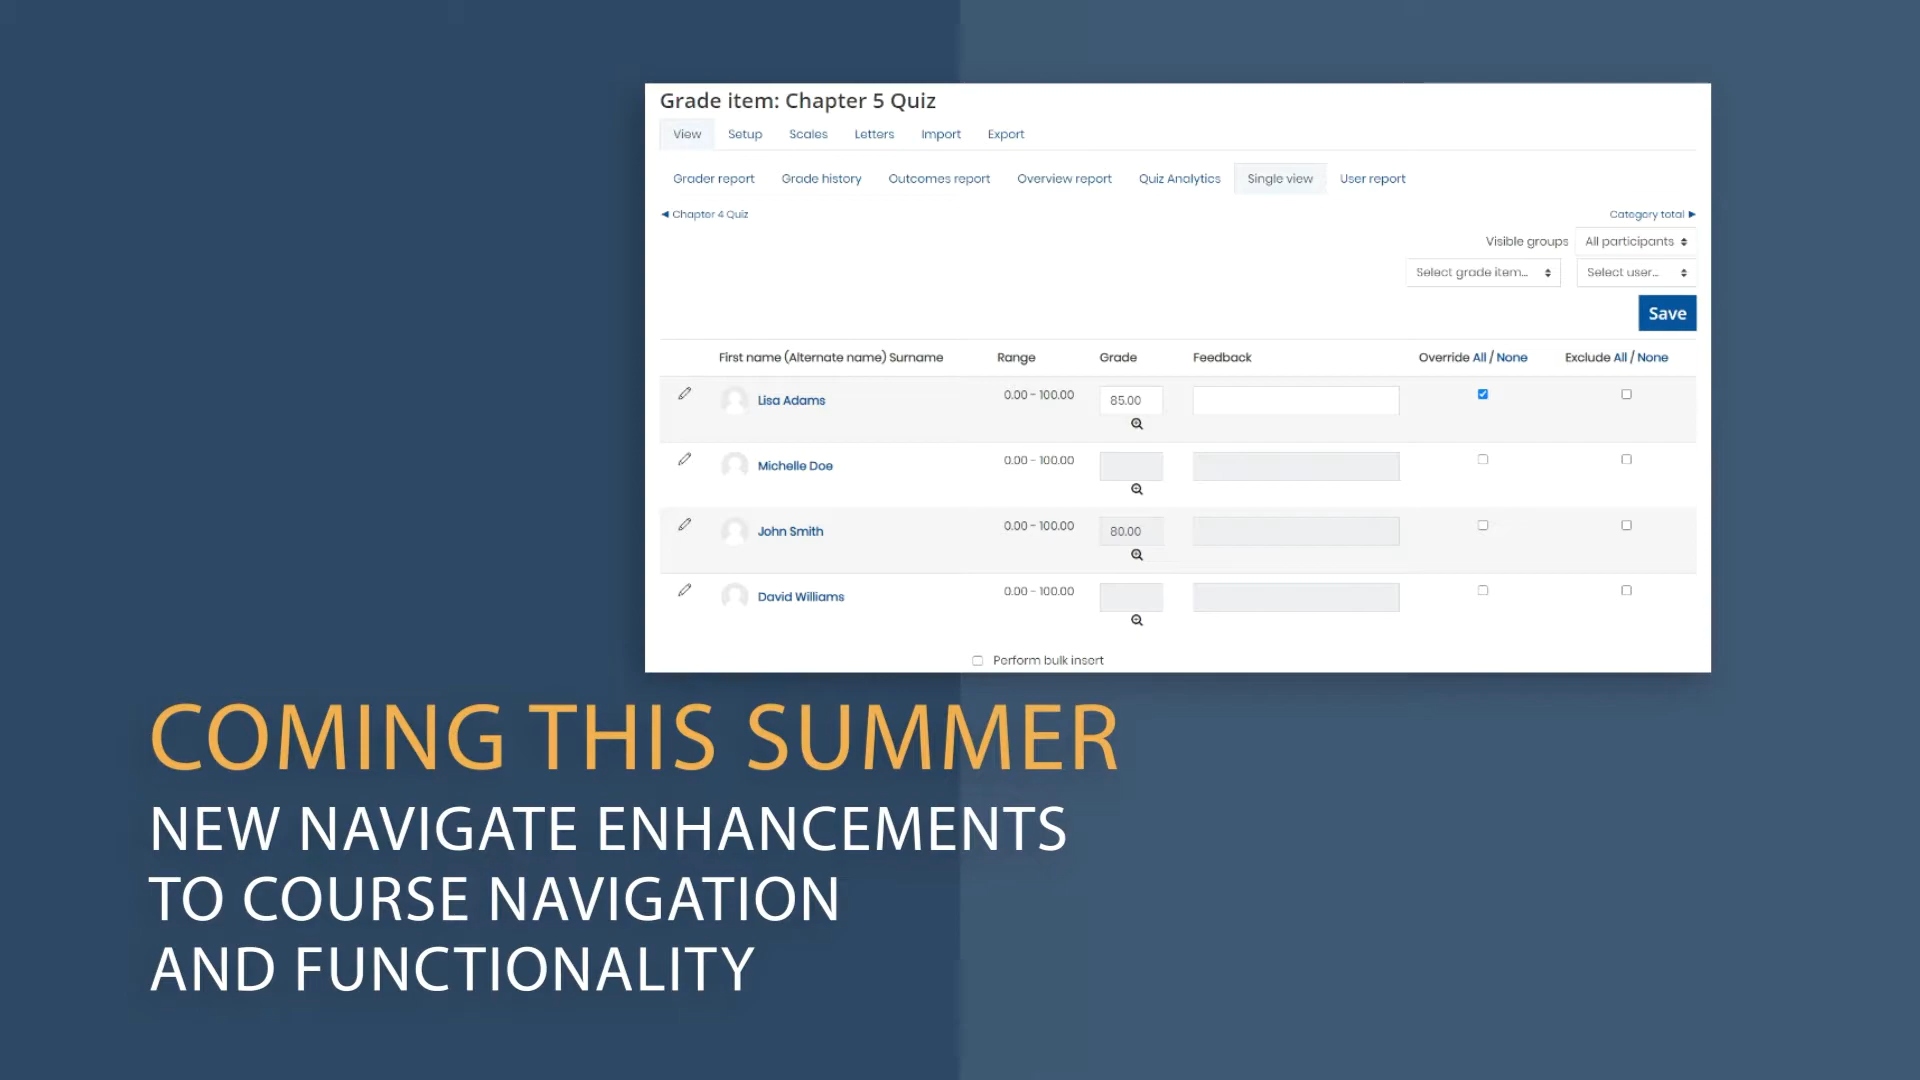 Grade item: Chapter 5 Quiz
View Setup Scales Letters Import Export
Grader report Grade history Outcomes report Overview report Quiz Analytics Single view User report
◄ Chapter 4 Quiz Category total ►
Visible groups All participants
Select grade item... Select user...
Save
First name (Alternate name) Surname Range Grade Feedback Override All / None Exclude All / None
Lisa Adams 0.00 - 100.00 85.00
Michelle Doe 0.00 - 100.00
John Smith 0.00 - 100.00 80.00
David Williams 0.00 - 100.00
Perform bulk insert
COMING THIS SUMMER
NEW NAVIGATE ENHANCEMENTS
TO COURSE NAVIGATION
AND FUNCTIONALITY